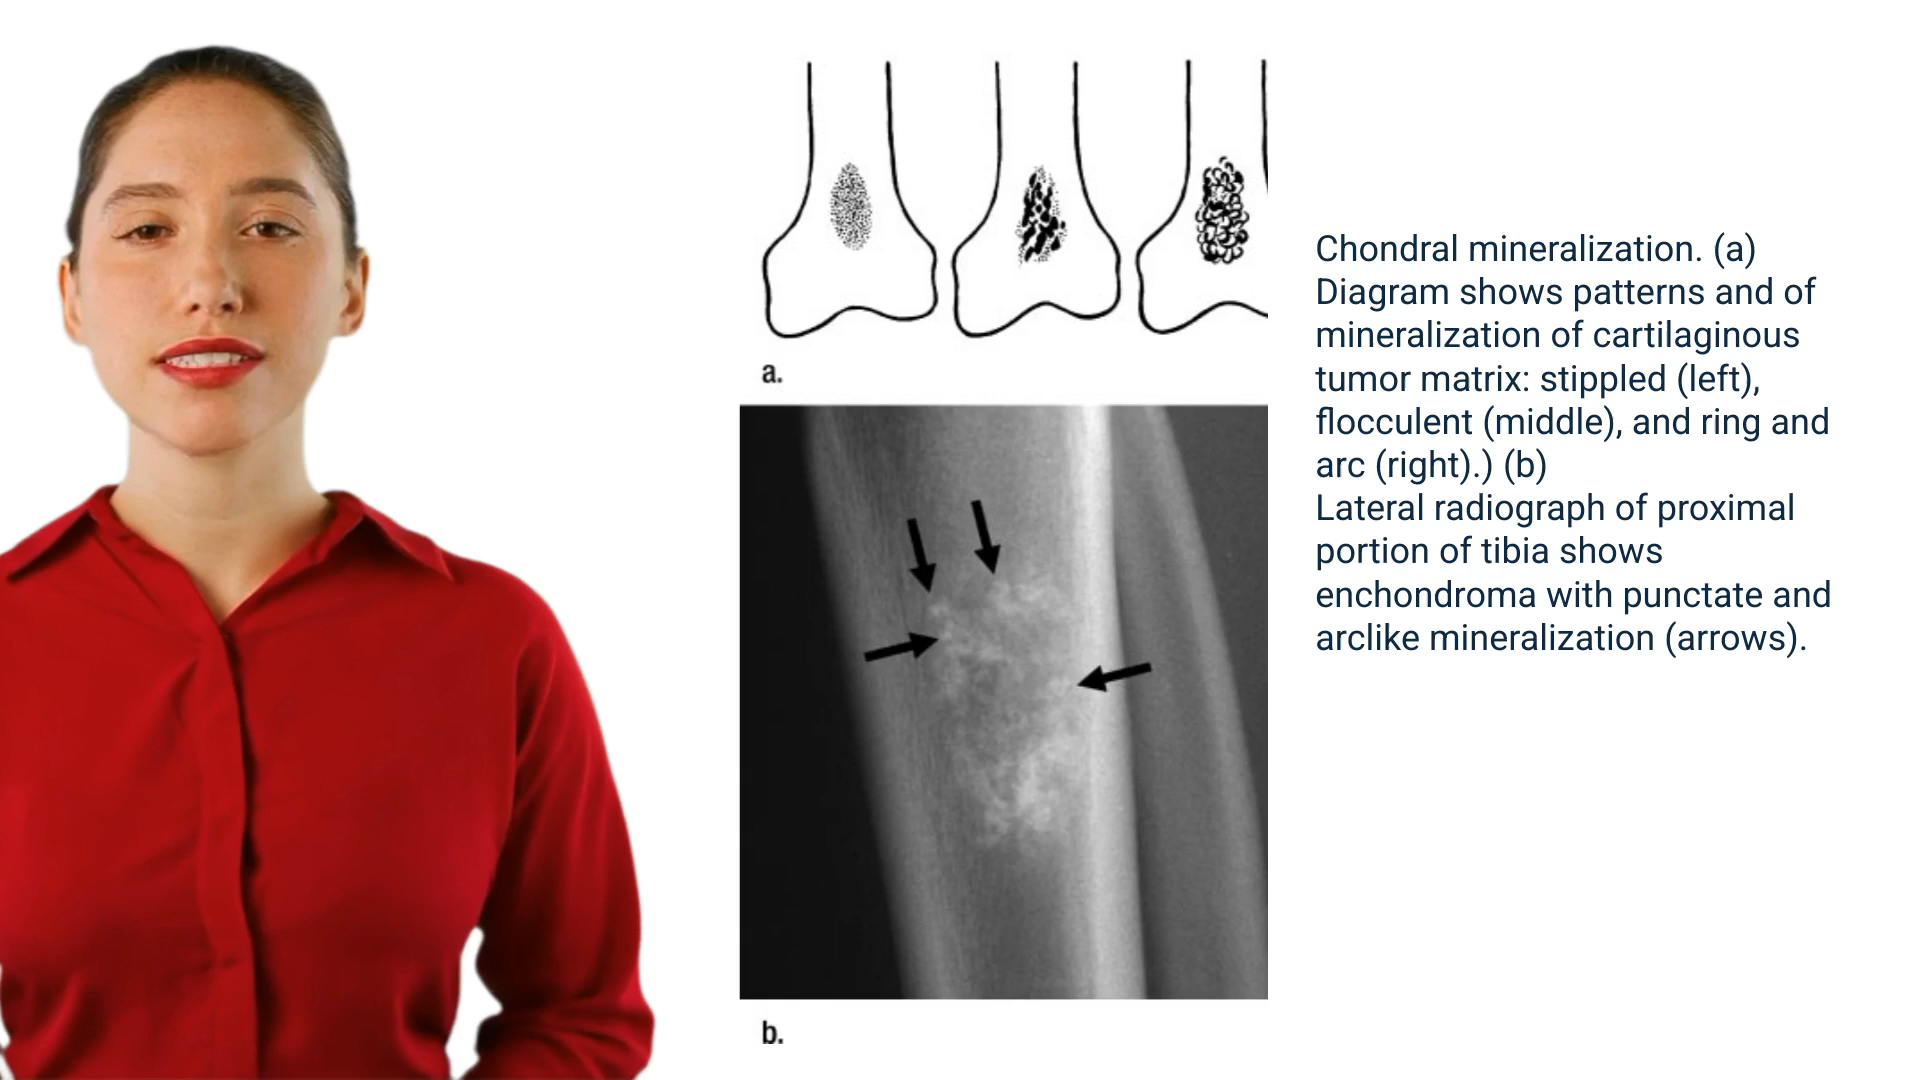 a.
b.
Chondral mineralization. (a)
Diagram shows patterns and of
mineralization of cartilaginous
tumor matrix: stippled (left),
flocculent (middle), and ring and
arc (right).) (b)
Lateral radiograph of proximal
portion of tibia shows
enchondroma with punctate and
arclike mineralization (arrows).